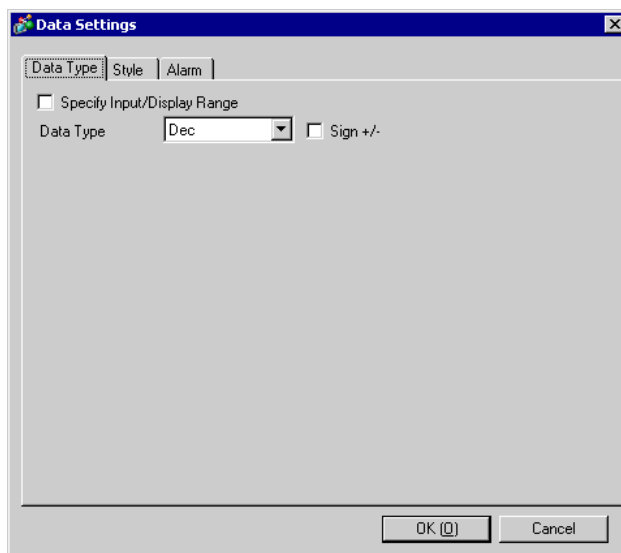 Data Settings
Data Type Style Alarm
Specify Input/Display Range
Data Type Dec Sign +/-
OK (O) Cancel